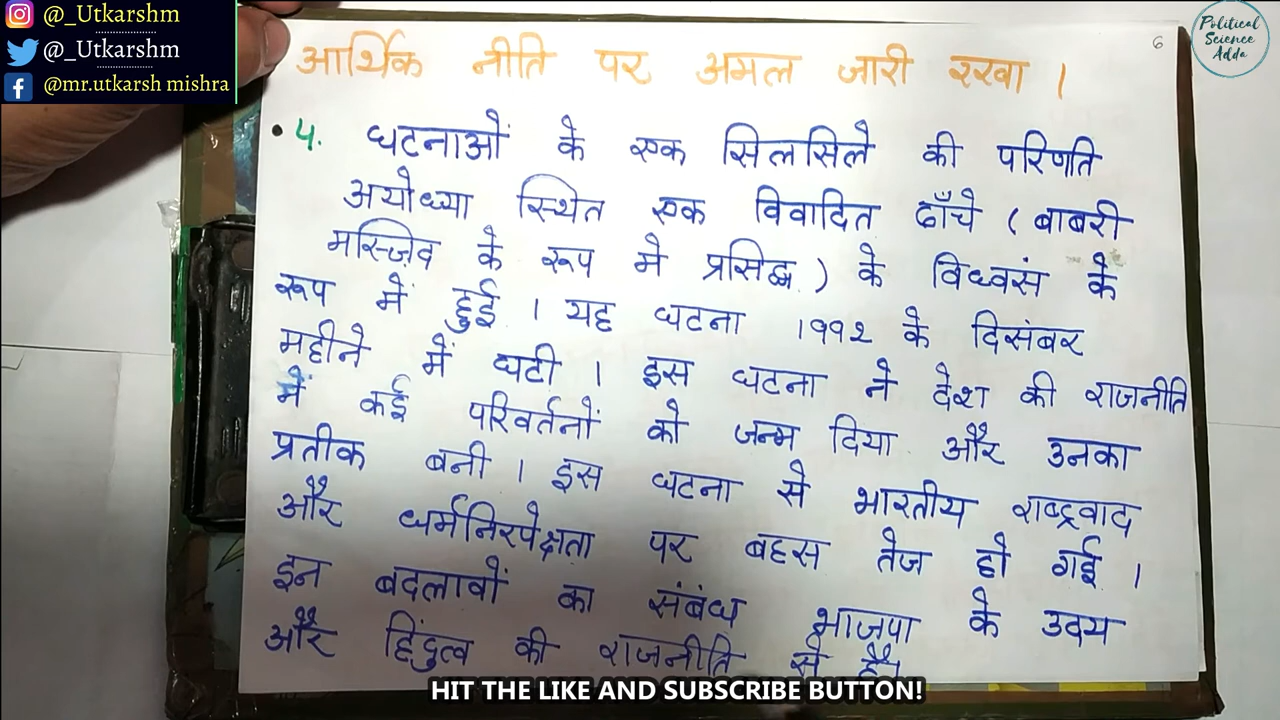 @_Utkarshm
@_Utkarshm
@mr.utkarsh mishra
Political
Science
Adda
6
आर्थिक नीति पर अमल जारी रखा ।
• ५. घटनाओं के एक सिलसिले की परिणति
अयोध्या स्थित एक विवादित ढाँचे (बाबरी
मस्जिद के रूप मे प्रसिद्ध) के विध्वंस के
रूप में हुई । यह घटना १९९२ के दिसंबर
महीने में घटी । इस घटना ने देश की राजनीति
में कई परिवर्तनों को जन्म दिया और उनका
प्रतीक बनी । इस घटना से भारतीय राष्ट्रवाद
और धर्मनिरपेक्षता पर बहस तेज हो गई ।
इन बदलावों का संबंध भाजपा के उदय
और हिंदुत्व की राजनीति से है।
HIT THE LIKE AND SUBSCRIBE BUTTON!